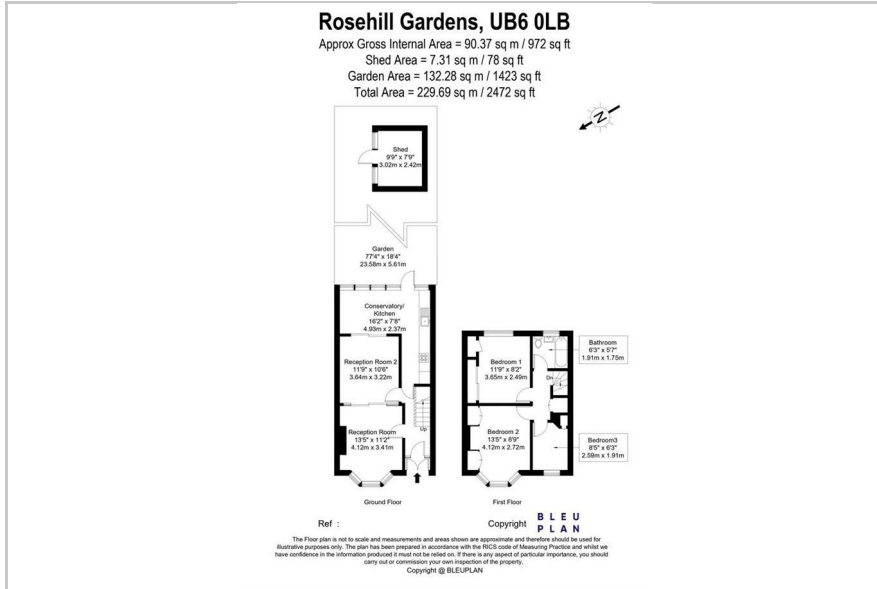 Rosehill Gardens, UB6 0LB
Approx Gross Internal Area = 90.37 sq m / 972 sq ft
Shed Area = 7.31 sq m / 78 sq ft
Garden Area = 132.28 sq m / 1423 sq ft
Total Area = 229.69 sq m / 2472 sq ft
N
Shed
9'9" x 7'9"
3.02m x 2.42m
Garden
77'4" x 18'4"
23.58m x 5.61m
Conservatory/
Kitchen
16'2" x 7'8"
4.93m x 2.37m
Reception Room 2
11'9" x 10'6"
3.64m x 3.22m
Reception Room
13'5" x 11'2"
4.12m x 3.41m
Up
Ground Floor
Bedroom 1
11'9" x 8'2"
3.65m x 2.49m
Bathroom
6'3" x 5'7"
1.91m x 1.75m
Dn
Bedroom 2
13'5" x 8'9"
4.12m x 2.72m
Bedroom3
8'5" x 6'3"
2.59m x 1.91m
First Floor
Ref :
Copyright
BLEU
PLAN
The Floor plan is not to scale and measurements and areas shown are approximate and therefore should be used for
illustrative purposes only. The plan has been prepared in accordance with the RICS code of Measuring Practice and whilst we
have confidence in the information produced it must not be relied on. If there is any aspect of particular importance, you should
carry out or commission your own inspection of the property.
Copyright @ BLEUPLAN